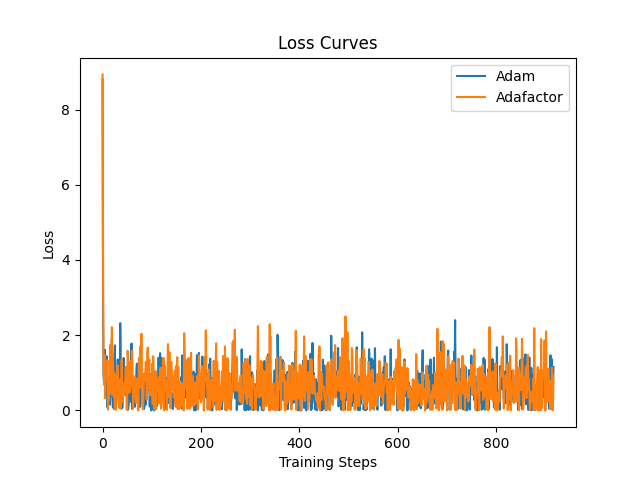 Loss Curves
Adam
Adafactor
8
6
4
2
0
Loss
0 200 400 600 800
Training Steps